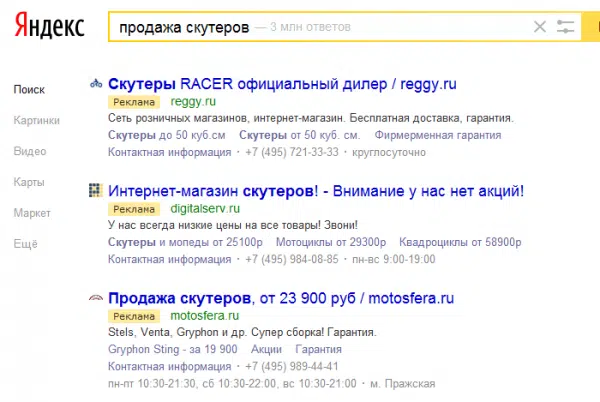 Яндекс
продажа скутеров — 3 млн ответов
Поиск
Картинки
Видео
Карты
Маркет
Ещё
Скутеры RACER официальный дилер / reggy.ru
Реклама reggy.ru
Сеть розничных магазинов, интернет-магазин. Бесплатная доставка, гарантия.
Скутеры до 50 куб.см Скутеры от 50 куб. см. Фирмерменная гарантия
Контактная информация · +7 (495) 721-33-33 · круглосуточно
Интернет-магазин скутеров! - Внимание у нас нет акций!
Реклама digitalserv.ru
У нас всегда низкие цены на все товары! Звони!
Скутеры и мопеды от 25100р Мотоциклы от 29300р Квадроциклы от 58900р
Контактная информация · +7 (495) 984-08-85 · пн-вс 9:00-19:00
Продажа скутеров, от 23 900 руб / motosfera.ru
Реклама motosfera.ru
Stels, Venta, Gryphon и др. Супер сборка! Гарантия.
Gryphon Sting - за 19 900 Акции Гарантия
Контактная информация · +7 (495) 989-44-41
пн-пт 10:30-21:30, сб 10:30-22:00, вс 10:30-21:00 · м. Пражская